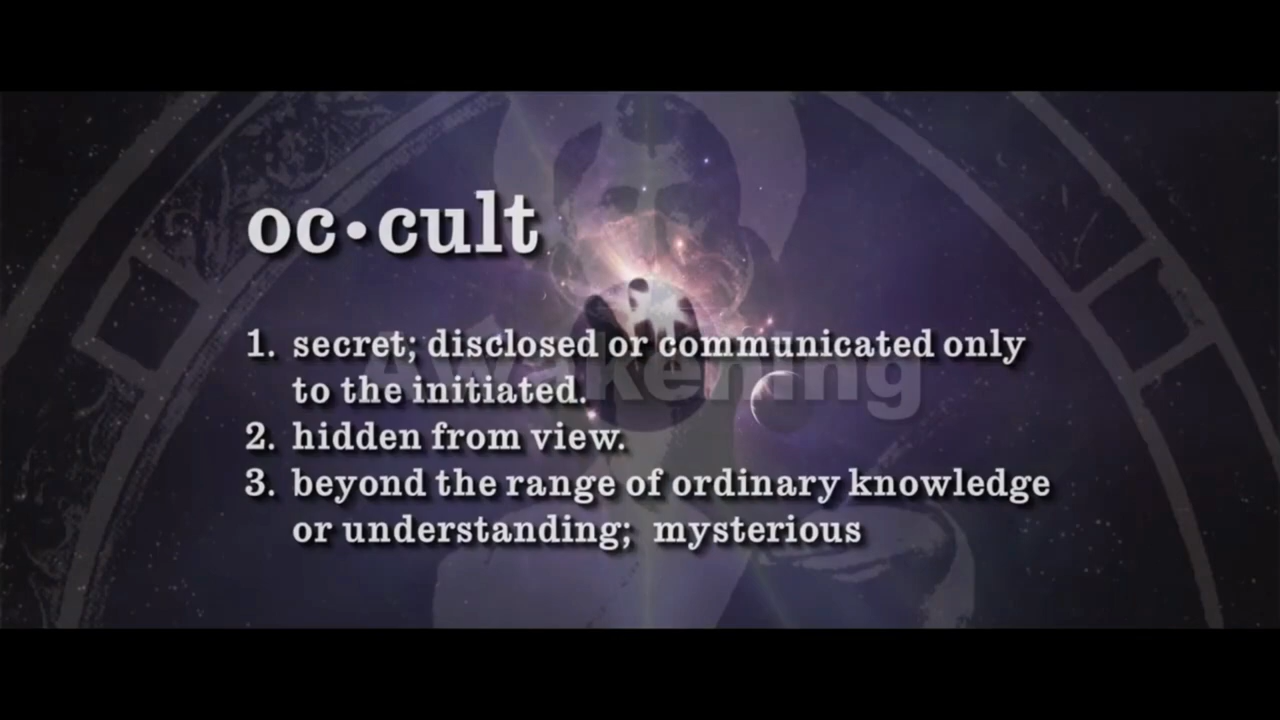 oc•cult
1. secret; disclosed or communicated only
to the initiated.
2. hidden from view.
3. beyond the range of ordinary knowledge
or understanding; mysterious
Awakening